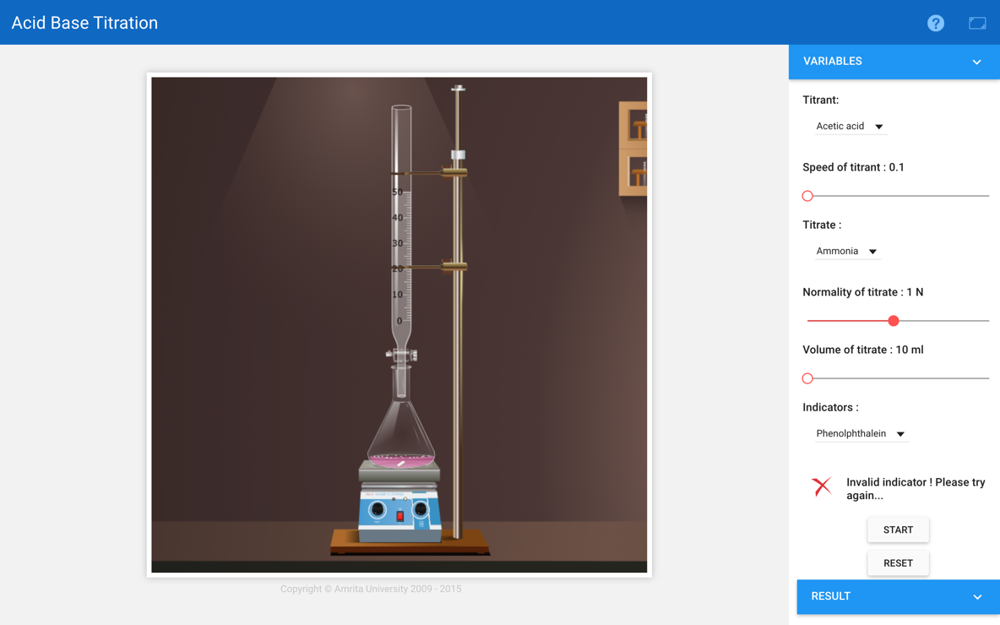 Acid Base Titration
?
VARIABLES
Titrant:
Acetic acid
Speed of titrant : 0.1
Titrate :
Ammonia
Normality of titrate : 1 N
Volume of titrate : 10 ml
Indicators :
Phenolphthalein
Invalid indicator ! Please try
again...
START
RESET
RESULT
50
40
30
20
10
0
Copyright © Amrita University 2009 - 2015